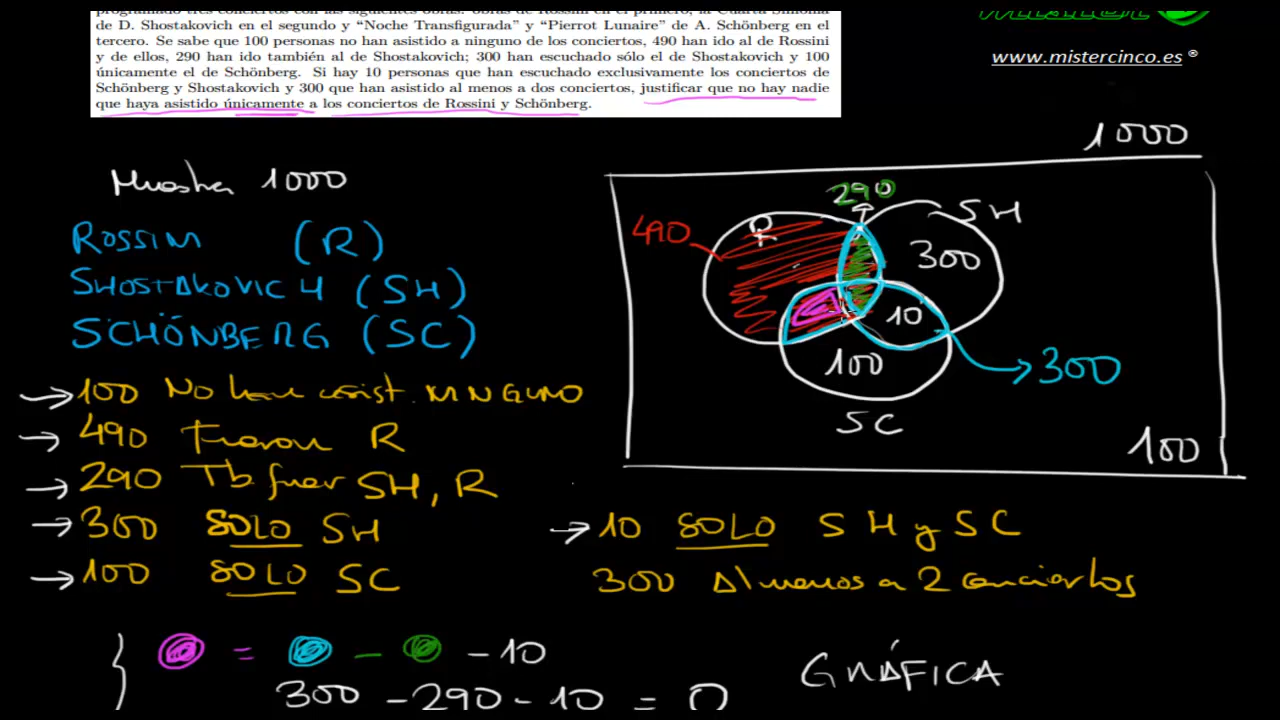 programado tres conciertos con las siguientes obras: obras de Rossini en el primero, la Cuarta Sinfonía
de D. Shostakovich en el segundo y “Noche Transfigurada” y “Pierrot Lunaire” de A. Schönberg en el
tercero. Se sabe que 100 personas no han asistido a ninguno de los conciertos, 490 han ido al de Rossini
y de ellos, 290 han ido también al de Shostakovich; 300 han escuchado sólo el de Shostakovich y 100
únicamente el de Schönberg. Si hay 10 personas que han escuchado exclusivamente los conciertos de
Schönberg y Shostakovich y 300 que han asistido al menos a dos conciertos, justificar que no hay nadie
que haya asistido únicamente a los conciertos de Rossini y Schönberg.
www.mistercinco.es®
1000
Muestra 1000
290
SH
490
R
ROSSINI (R)
300
SHOSTAKOVICH (SH)
10
SCHÖNBERG (SC)
100
300
SC
100
100 No han asist. NINGUNO
490 Fueron R
290 Tb fuer SH, R
300 SOLO SH
10 SOLO SH y SC
100 SOLO SC
300 Al menos a 2 conciertos
= - - 10
GRÁFICA
300 - 290 - 10 = 0